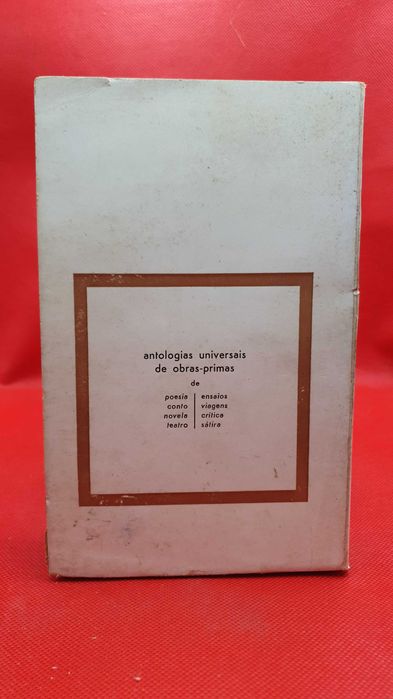 antologias universais
de obras-primas
de
poesia | ensaios
conto | viagens
novela | crítica
teatro | sátira